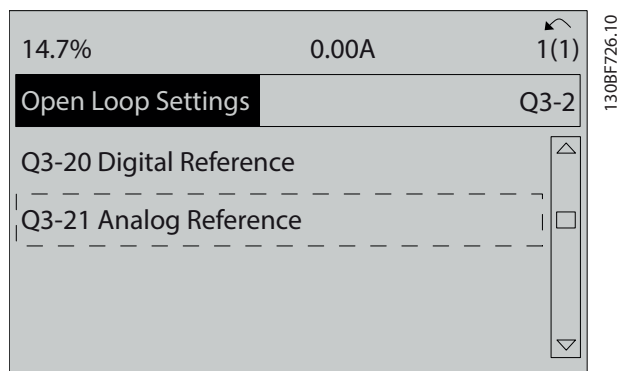 14.7% 0.00A 1(1)
Open Loop Settings Q3-2
Q3-20 Digital Reference
Q3-21 Analog Reference
130BF726.10